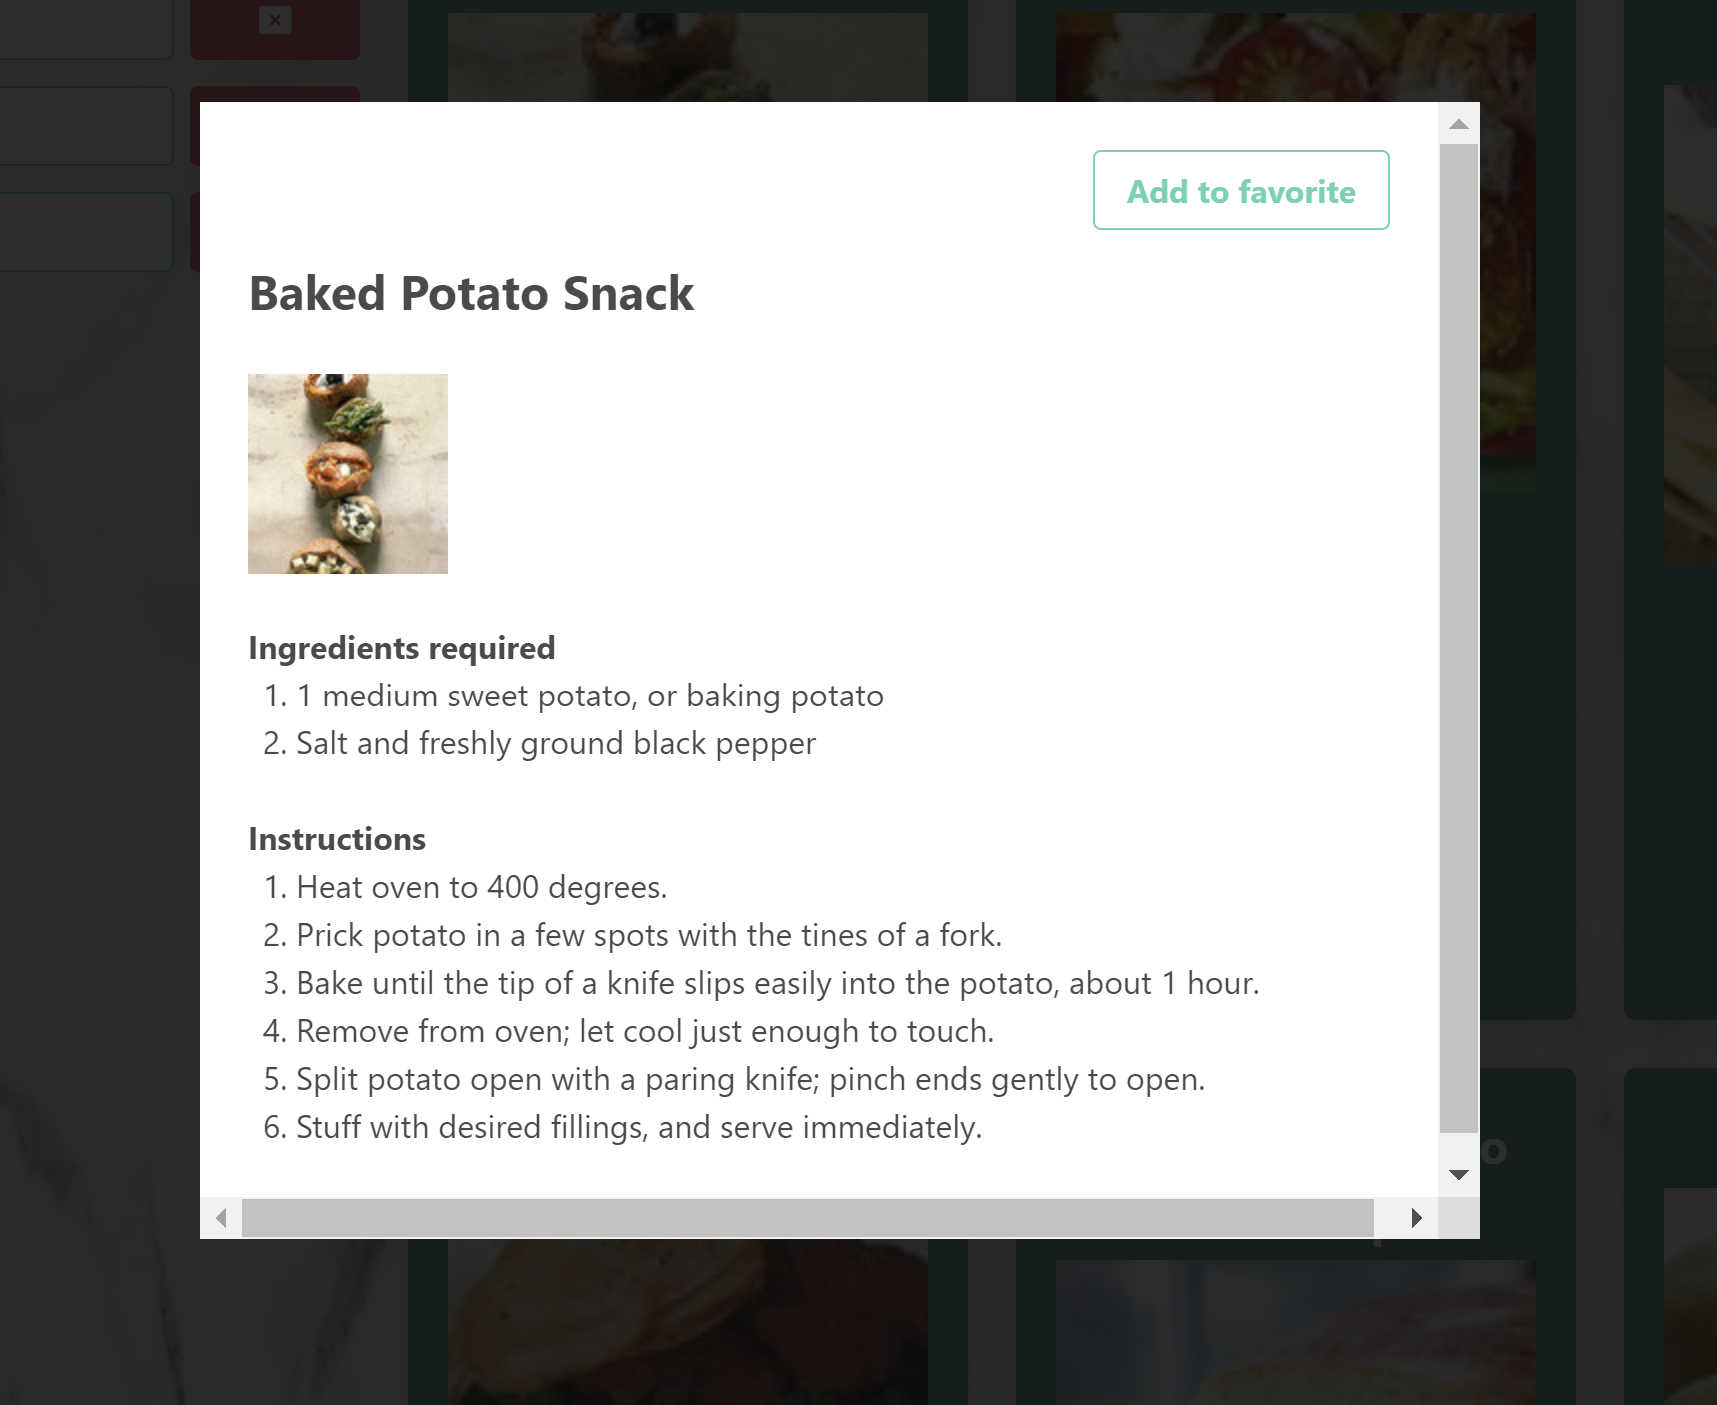 Add to favorite
Baked Potato Snack
Ingredients required
1. 1 medium sweet potato, or baking potato
2. Salt and freshly ground black pepper
Instructions
1. Heat oven to 400 degrees.
2. Prick potato in a few spots with the tines of a fork.
3. Bake until the tip of a knife slips easily into the potato, about 1 hour.
4. Remove from oven; let cool just enough to touch.
5. Split potato open with a paring knife; pinch ends gently to open.
6. Stuff with desired fillings, and serve immediately.